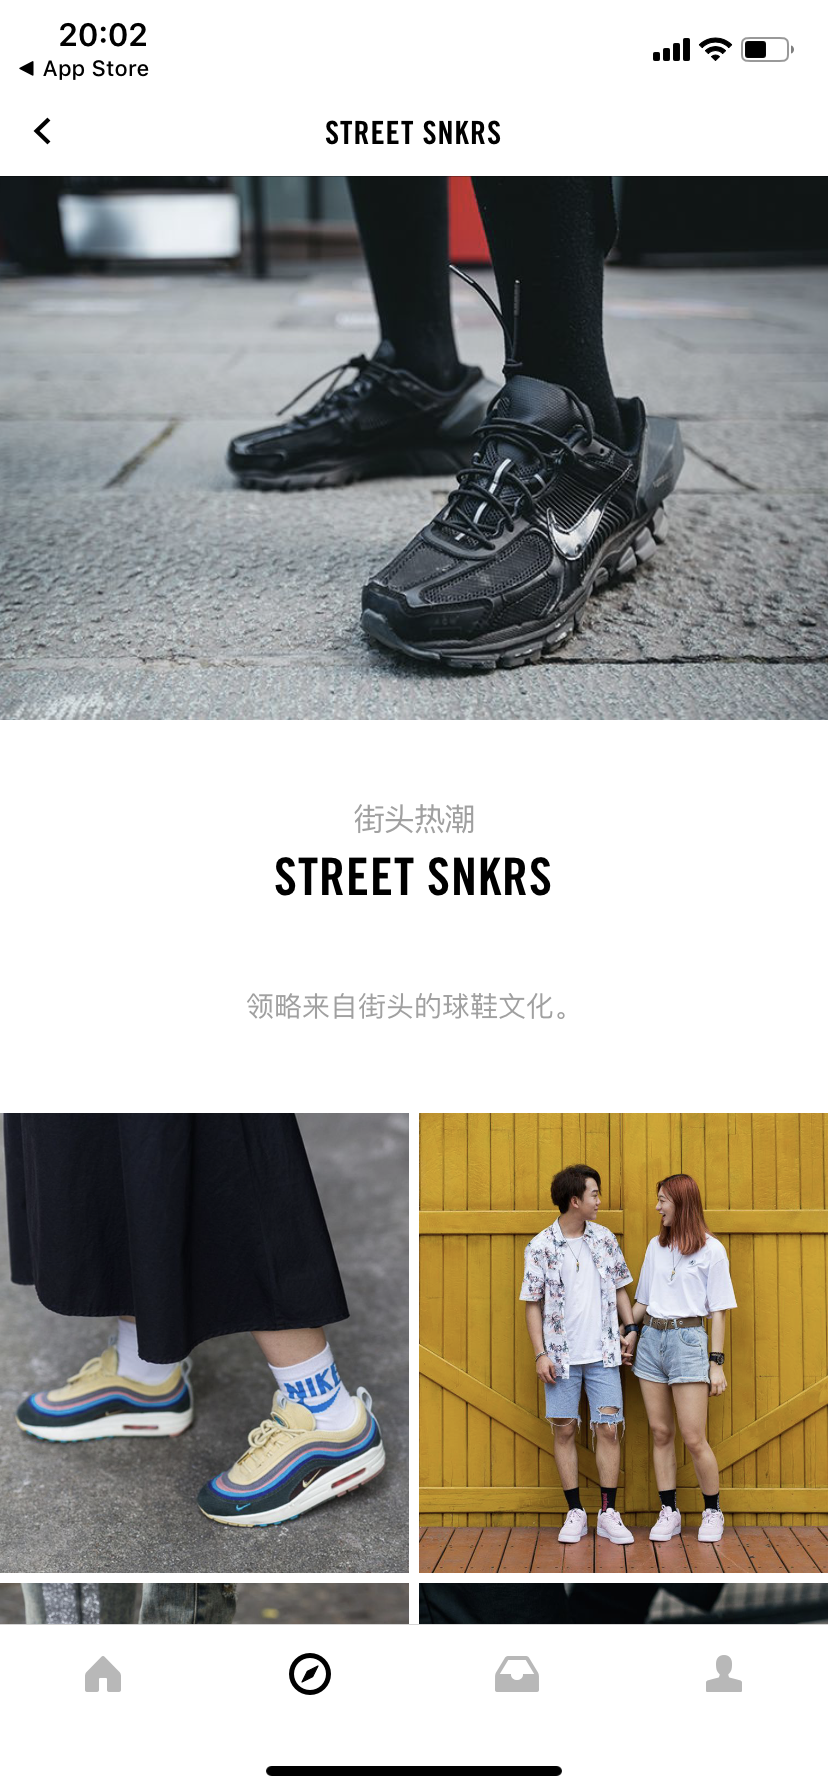 20:02
◀ App Store
STREET SNKRS
街头热潮
STREET SNKRS
领略来自街头的球鞋文化。
NIKE